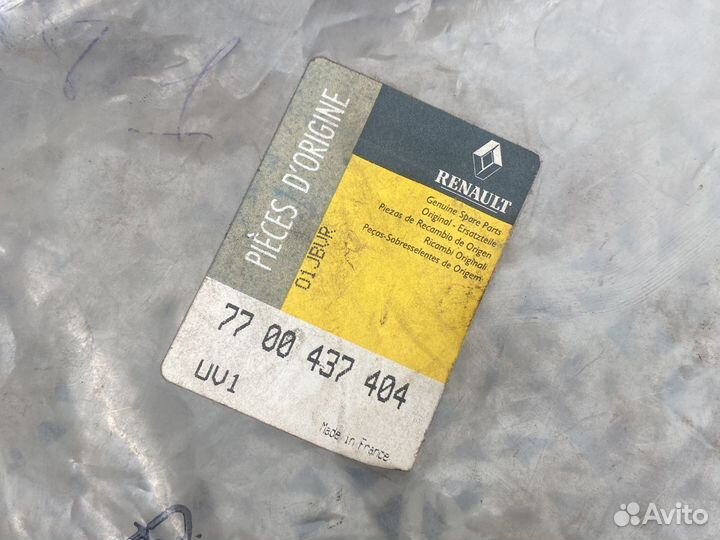 PIÈCES D'ORIGINE
RENAULT
Genuine Spare Parts
Original - Ersatzteile
Piezas de Recambio de Origen
Ricambi Originali
Peças-Sobresselentes de Origem
01JBUR
77 00 437 404
UV1
Made in France
Avito